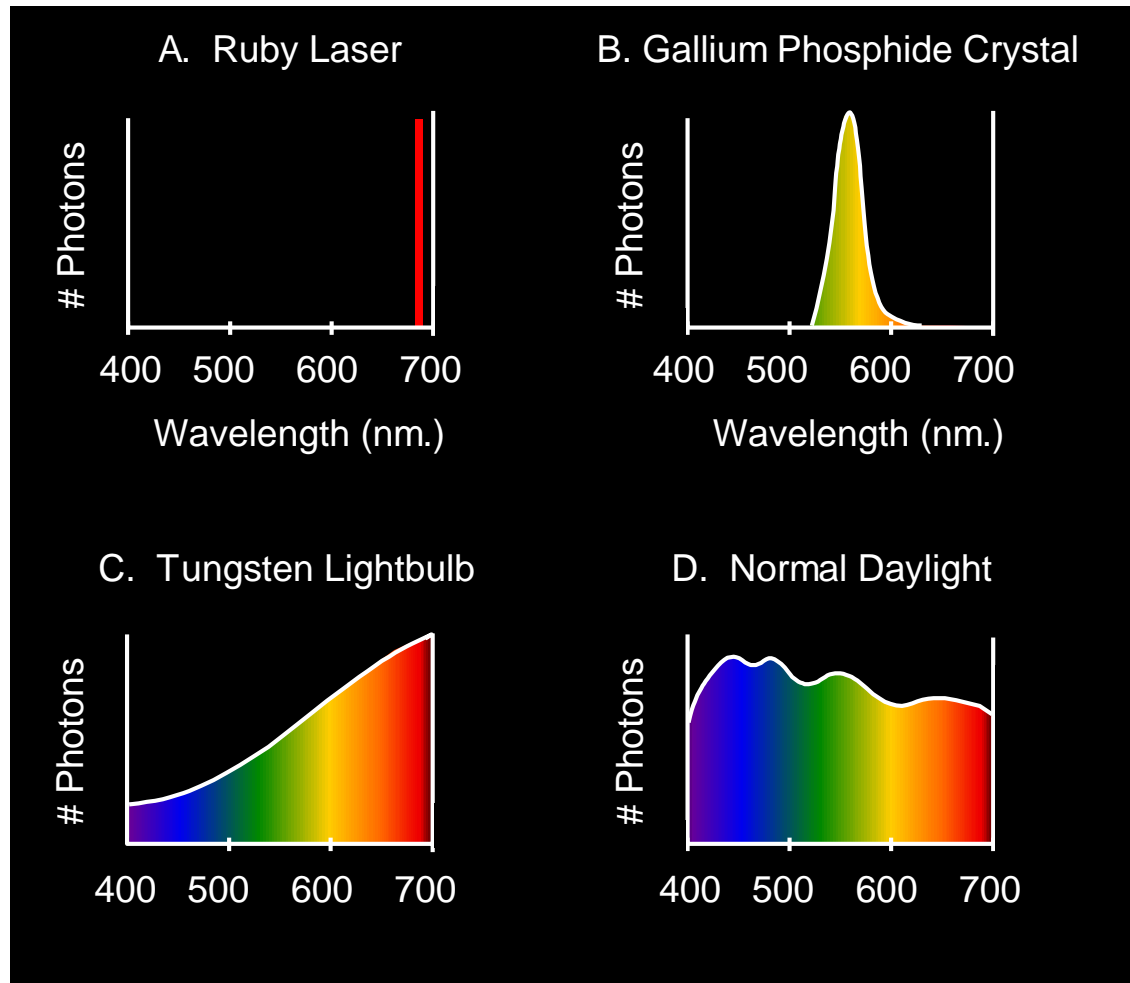 A. Ruby Laser
# Photons
400 500 600 700
Wavelength (nm.)
B. Gallium Phosphide Crystal
# Photons
400 500 600 700
Wavelength (nm.)
C. Tungsten Lightbulb
# Photons
400 500 600 700
D. Normal Daylight
# Photons
400 500 600 700